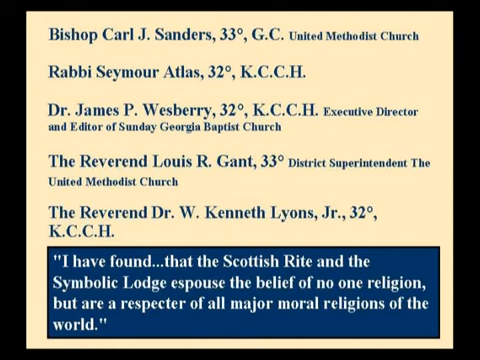 Bishop Carl J. Sanders, 33°, G.C. United Methodist Church
Rabbi Seymour Atlas, 32°, K.C.C.H.
Dr. James P. Wesberry, 32°, K.C.C.H. Executive Director
and Editor of Sunday Georgia Baptist Church
The Reverend Louis R. Gant, 33° District Superintendent The
United Methodist Church
The Reverend Dr. W. Kenneth Lyons, Jr., 32°,
K.C.C.H.
"I have found...that the Scottish Rite and the
Symbolic Lodge espouse the belief of no one religion,
but are a respecter of all major moral religions of the
world."